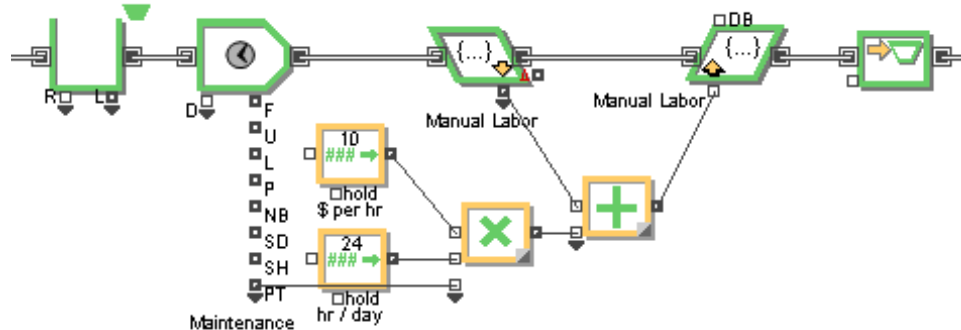 DB
{...}
{...}
Δ
R
L
D
F
U
L
P
NB
SD
SH
PT
Manual Labor
Manual Labor
10
###
hold
$ per hr
24
###
hold
hr / day
Maintenance